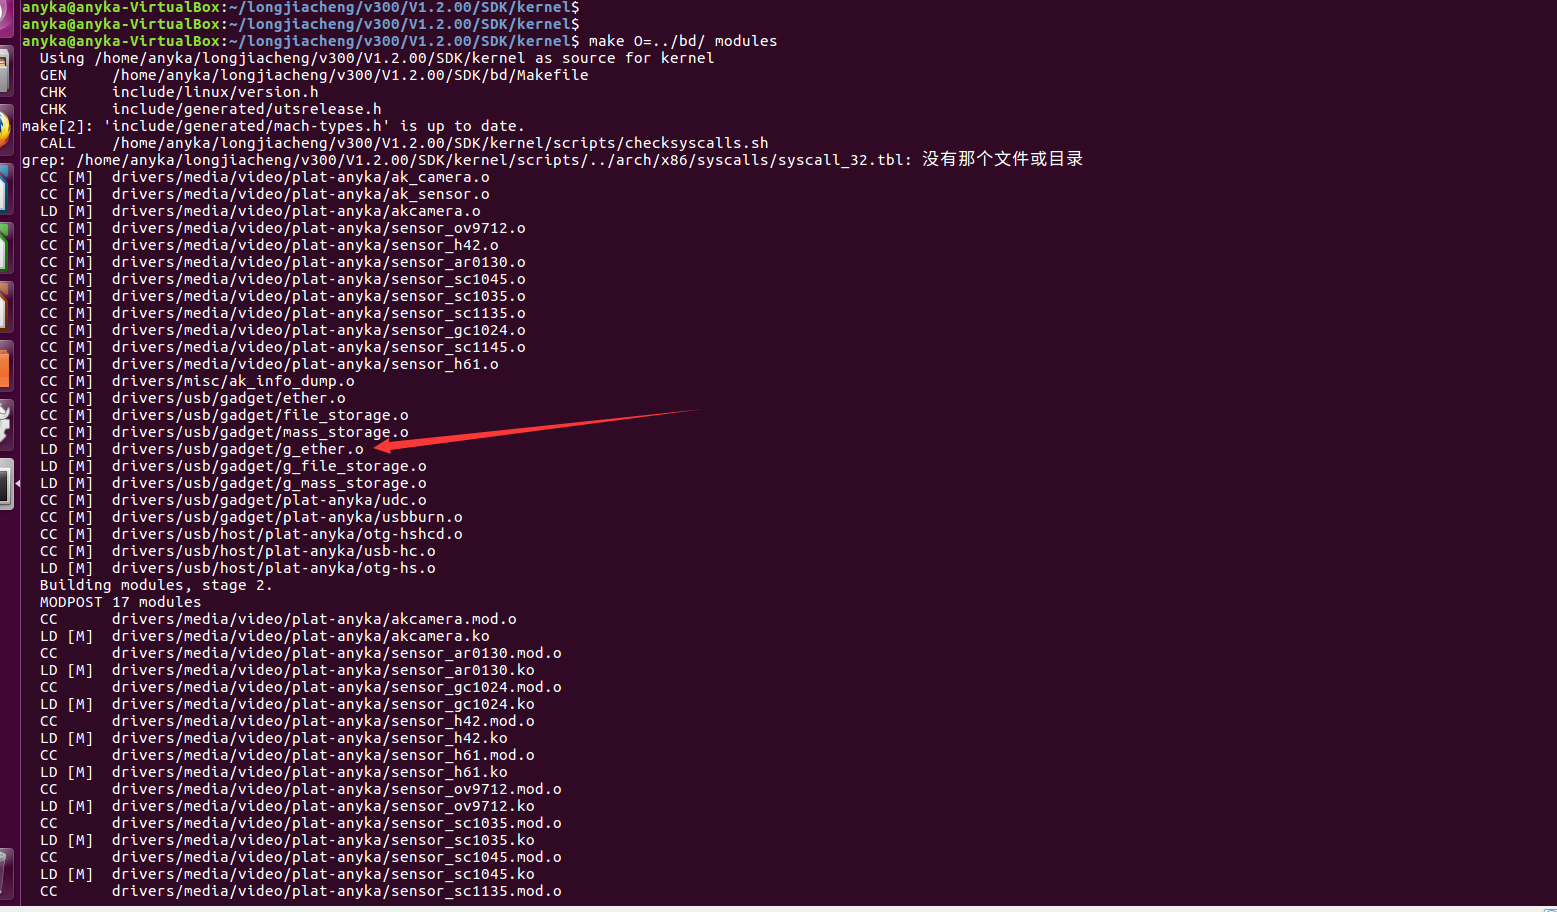 anyka@anyka-VirtualBox:~/longjiacheng/v300/V1.2.00/SDK/kernel$
anyka@anyka-VirtualBox:~/longjiacheng/v300/V1.2.00/SDK/kernel$
anyka@anyka-VirtualBox:~/longjiacheng/v300/V1.2.00/SDK/kernel$ make O=../bd/ modules
Using /home/anyka/longjiacheng/v300/V1.2.00/SDK/kernel as source for kernel
GEN /home/anyka/longjiacheng/v300/V1.2.00/SDK/bd/Makefile
CHK include/linux/version.h
CHK include/generated/utsrelease.h
make[2]: 'include/generated/mach-types.h' is up to date.
CALL /home/anyka/longjiacheng/v300/V1.2.00/SDK/kernel/scripts/checksyscalls.sh
grep: /home/anyka/longjiacheng/v300/V1.2.00/SDK/kernel/scripts/../arch/x86/syscalls/syscall_32.tbl: 没有那个文件或目录
CC [M] drivers/media/video/plat-anyka/ak_camera.o
CC [M] drivers/media/video/plat-anyka/ak_sensor.o
LD [M] drivers/media/video/plat-anyka/akcamera.o
CC [M] drivers/media/video/plat-anyka/sensor_ov9712.o
CC [M] drivers/media/video/plat-anyka/sensor_h42.o
CC [M] drivers/media/video/plat-anyka/sensor_ar0130.o
CC [M] drivers/media/video/plat-anyka/sensor_sc1045.o
CC [M] drivers/media/video/plat-anyka/sensor_sc1035.o
CC [M] drivers/media/video/plat-anyka/sensor_sc1135.o
CC [M] drivers/media/video/plat-anyka/sensor_gc1024.o
CC [M] drivers/media/video/plat-anyka/sensor_sc1145.o
CC [M] drivers/media/video/plat-anyka/sensor_h61.o
CC [M] drivers/misc/ak_info_dump.o
CC [M] drivers/usb/gadget/ether.o
CC [M] drivers/usb/gadget/file_storage.o
CC [M] drivers/usb/gadget/mass_storage.o
LD [M] drivers/usb/gadget/g_ether.o
LD [M] drivers/usb/gadget/g_file_storage.o
LD [M] drivers/usb/gadget/g_mass_storage.o
CC [M] drivers/usb/gadget/plat-anyka/udc.o
CC [M] drivers/usb/gadget/plat-anyka/usbburn.o
CC [M] drivers/usb/host/plat-anyka/otg-hshcd.o
CC [M] drivers/usb/host/plat-anyka/usb-hc.o
LD [M] drivers/usb/host/plat-anyka/otg-hs.o
Building modules, stage 2.
MODPOST 17 modules
CC drivers/media/video/plat-anyka/akcamera.mod.o
LD [M] drivers/media/video/plat-anyka/akcamera.ko
CC drivers/media/video/plat-anyka/sensor_ar0130.mod.o
LD [M] drivers/media/video/plat-anyka/sensor_ar0130.ko
CC drivers/media/video/plat-anyka/sensor_gc1024.mod.o
LD [M] drivers/media/video/plat-anyka/sensor_gc1024.ko
CC drivers/media/video/plat-anyka/sensor_h42.mod.o
LD [M] drivers/media/video/plat-anyka/sensor_h42.ko
CC drivers/media/video/plat-anyka/sensor_h61.mod.o
LD [M] drivers/media/video/plat-anyka/sensor_h61.ko
CC drivers/media/video/plat-anyka/sensor_ov9712.mod.o
LD [M] drivers/media/video/plat-anyka/sensor_ov9712.ko
CC drivers/media/video/plat-anyka/sensor_sc1035.mod.o
LD [M] drivers/media/video/plat-anyka/sensor_sc1035.ko
CC drivers/media/video/plat-anyka/sensor_sc1045.mod.o
LD [M] drivers/media/video/plat-anyka/sensor_sc1045.ko
CC drivers/media/video/plat-anyka/sensor_sc1135.mod.o